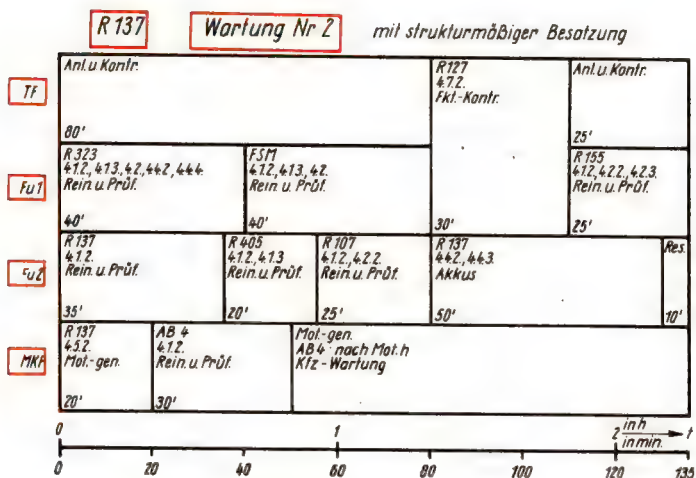 R 137 Wartung Nr 2 mit strukturmäßiger Besatzung
TF
Anl. u. Kontr.
80'
R 127
4.7.2.
Fkt.-Kontr.
30'
Anl. u. Kontr.
25'
Fu1
R 323
4.1.2., 4.1.3., 4.2., 4.4.2., 4.4.4.
Rein. u. Prüf.
40'
FSM
4.1.2., 4.1.3., 4.2.
Rein. u. Prüf.
40'
R 155
4.1.2., 4.2.2., 4.2.3.
Rein. u. Prüf.
25'
Fu2
R 137
4.1.2.
Rein. u. Prüf.
35'
R 405
4.1.2., 4.1.3
Rein. u. Prüf.
20'
R 107
4.1.2., 4.2.2.
Rein. u. Prüf.
25'
R 137
4.4.2., 4.4.3.
Akkus
50'
Res.
10'
MKF
R 137
4.5.2.
Mot.-gen.
20'
AB 4
4.1.2.
Rein. u. Prüf.
30'
Mot.-gen.
AB 4 nach Mot. h
Kfz-Wartung
0 1 2 in h t
in min.
0 20 40 60 80 100 120 135